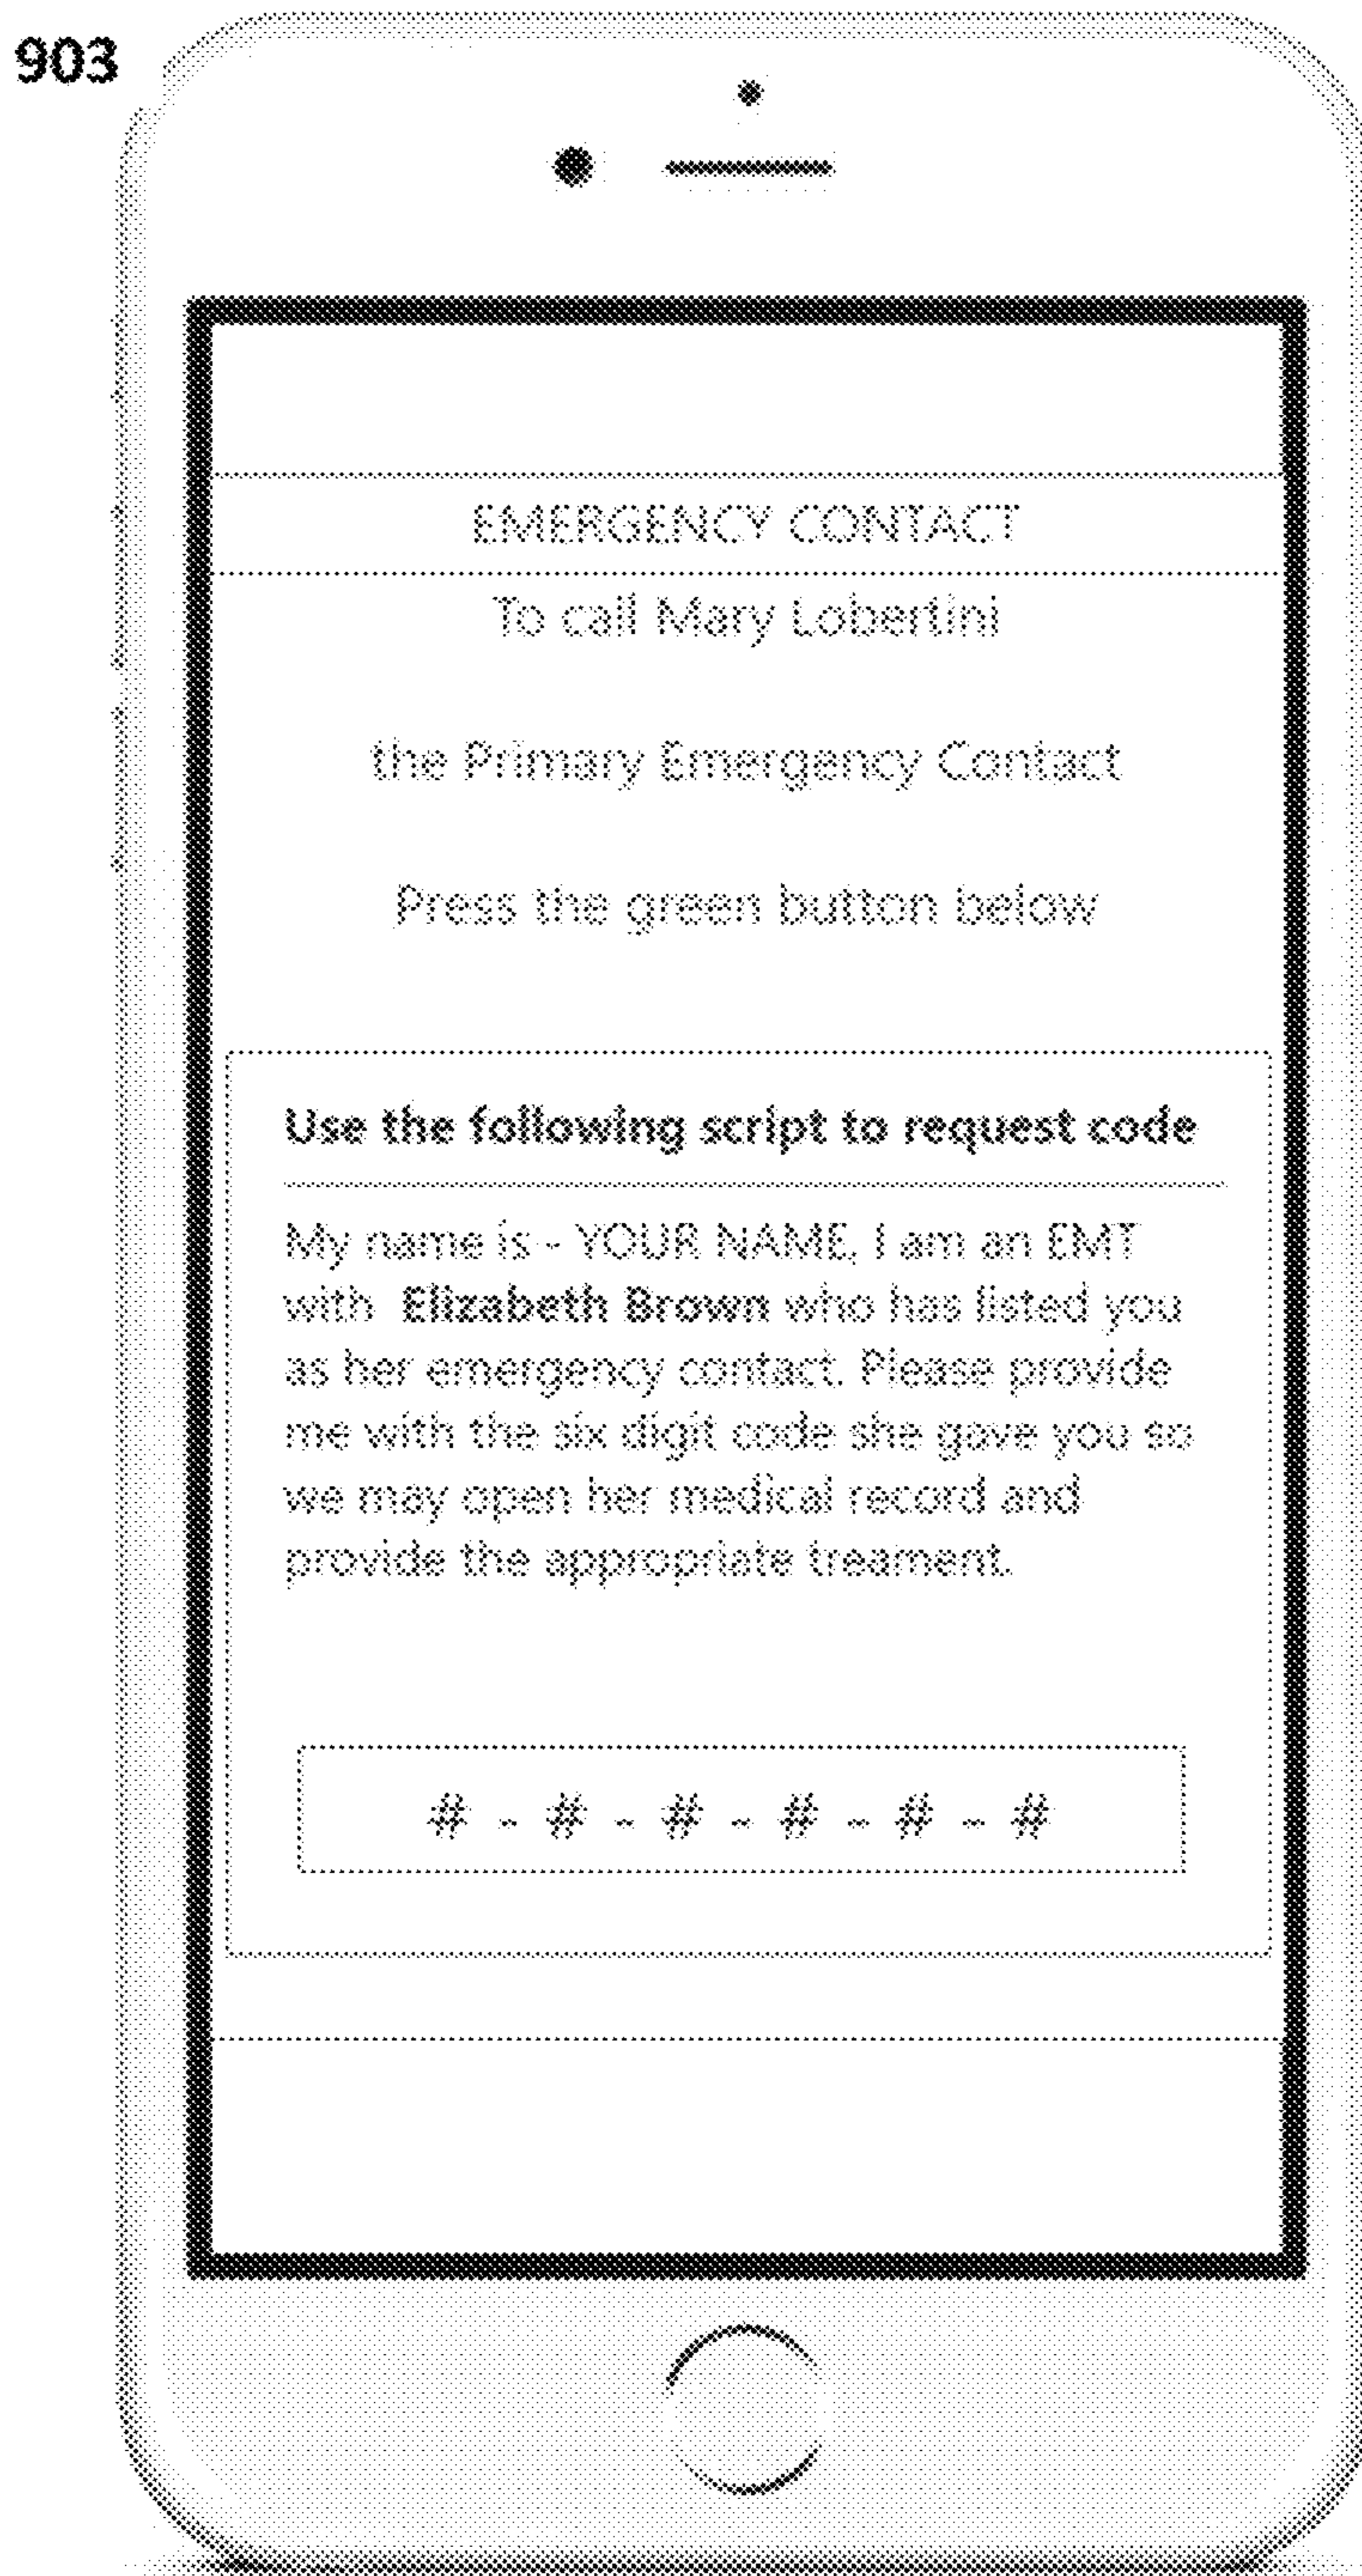 903
EMERGENCY CONTACT
To call Mary Lobertini
the Primary Emergency Contact
Press the green button below
Use the following script to request code
My name is - YOUR NAME, I am an EMT
with Elizabeth Brown who has listed you
as her emergency contact. Please provide
me with the six digit code she gave you so
we may open her medical record and
provide the appropriate treament.
# - # - # - # - # - #